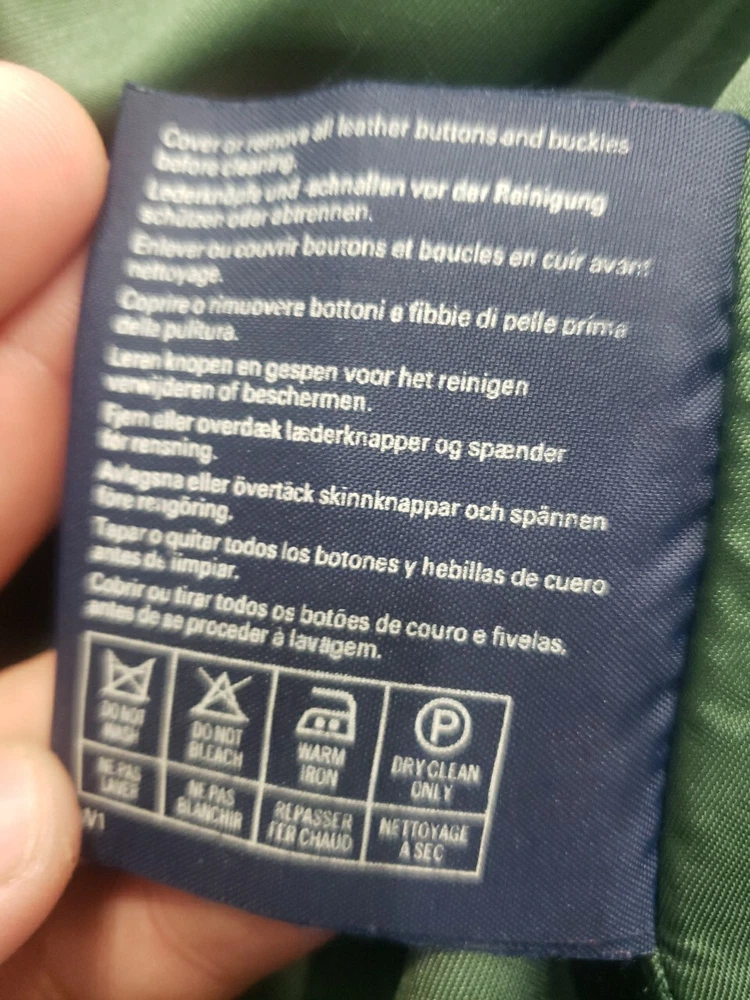 Cover or remove all leather buttons and buckles
before cleaning.
Lederknöpfe und -schnallen vor der Reinigung
schützen oder abtrennen.
Enlever ou couvrir boutons et boucles en cuir avant
nettoyage.
Coprire o rimuovere bottoni e fibbie di pelle prima
della pulitura.
Leren knopen en gespen voor het reinigen
verwijderen of beschermen.
Fjern eller overdæk læderknapper og spænder
før rensning.
Avlagsna eller övertäck skinnknappar och spännen
före rengöring.
Tapar o quitar todos los botones y hebillas de cuero
antes de limpiar.
Cobrir ou tirar todos os botões de couro e fivelas,
antes de se proceder à lavagem.
P
DO NOT
WASH
DO NOT
BLEACH
WARM
IRON
DRY CLEAN
ONLY
NE PAS
LAVER
NE PAS
BLANCHIR
REPASSER
FER CHAUD
NETTOYAGE
A SEC